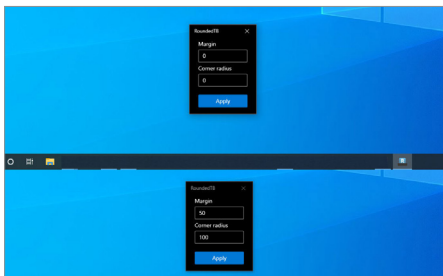 RoundedTB
Margin
0
Corner radius
0
Apply
RoundedTB
Margin
50
Corner radius
100
Apply